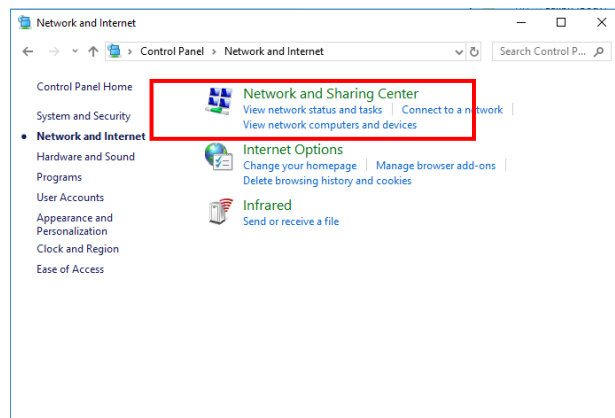 Network and Internet
Control Panel › Network and Internet
Search Control P...
Control Panel Home
System and Security
Network and Internet
Hardware and Sound
Programs
User Accounts
Appearance and
Personalization
Clock and Region
Ease of Access
Network and Sharing Center
View network status and tasks | Connect to a network
View network computers and devices
Internet Options
Change your homepage | Manage browser add-ons
Delete browsing history and cookies
Infrared
Send or receive a file